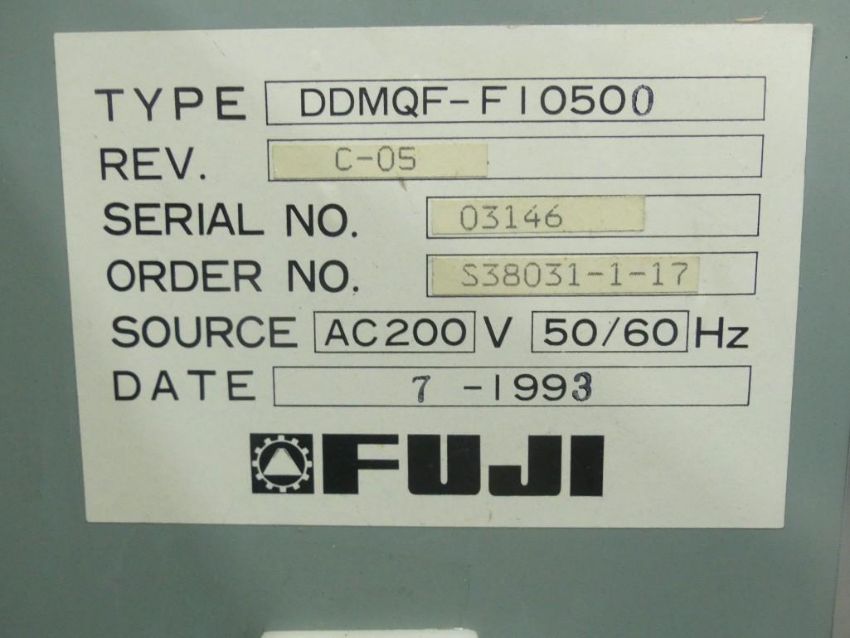 TYPE DDMQF-F10500
REV. C-05
SERIAL NO. 03146
ORDER NO. S38031-1-17
SOURCE AC200 V 50/60 Hz
DATE 7 -1993
FUJI